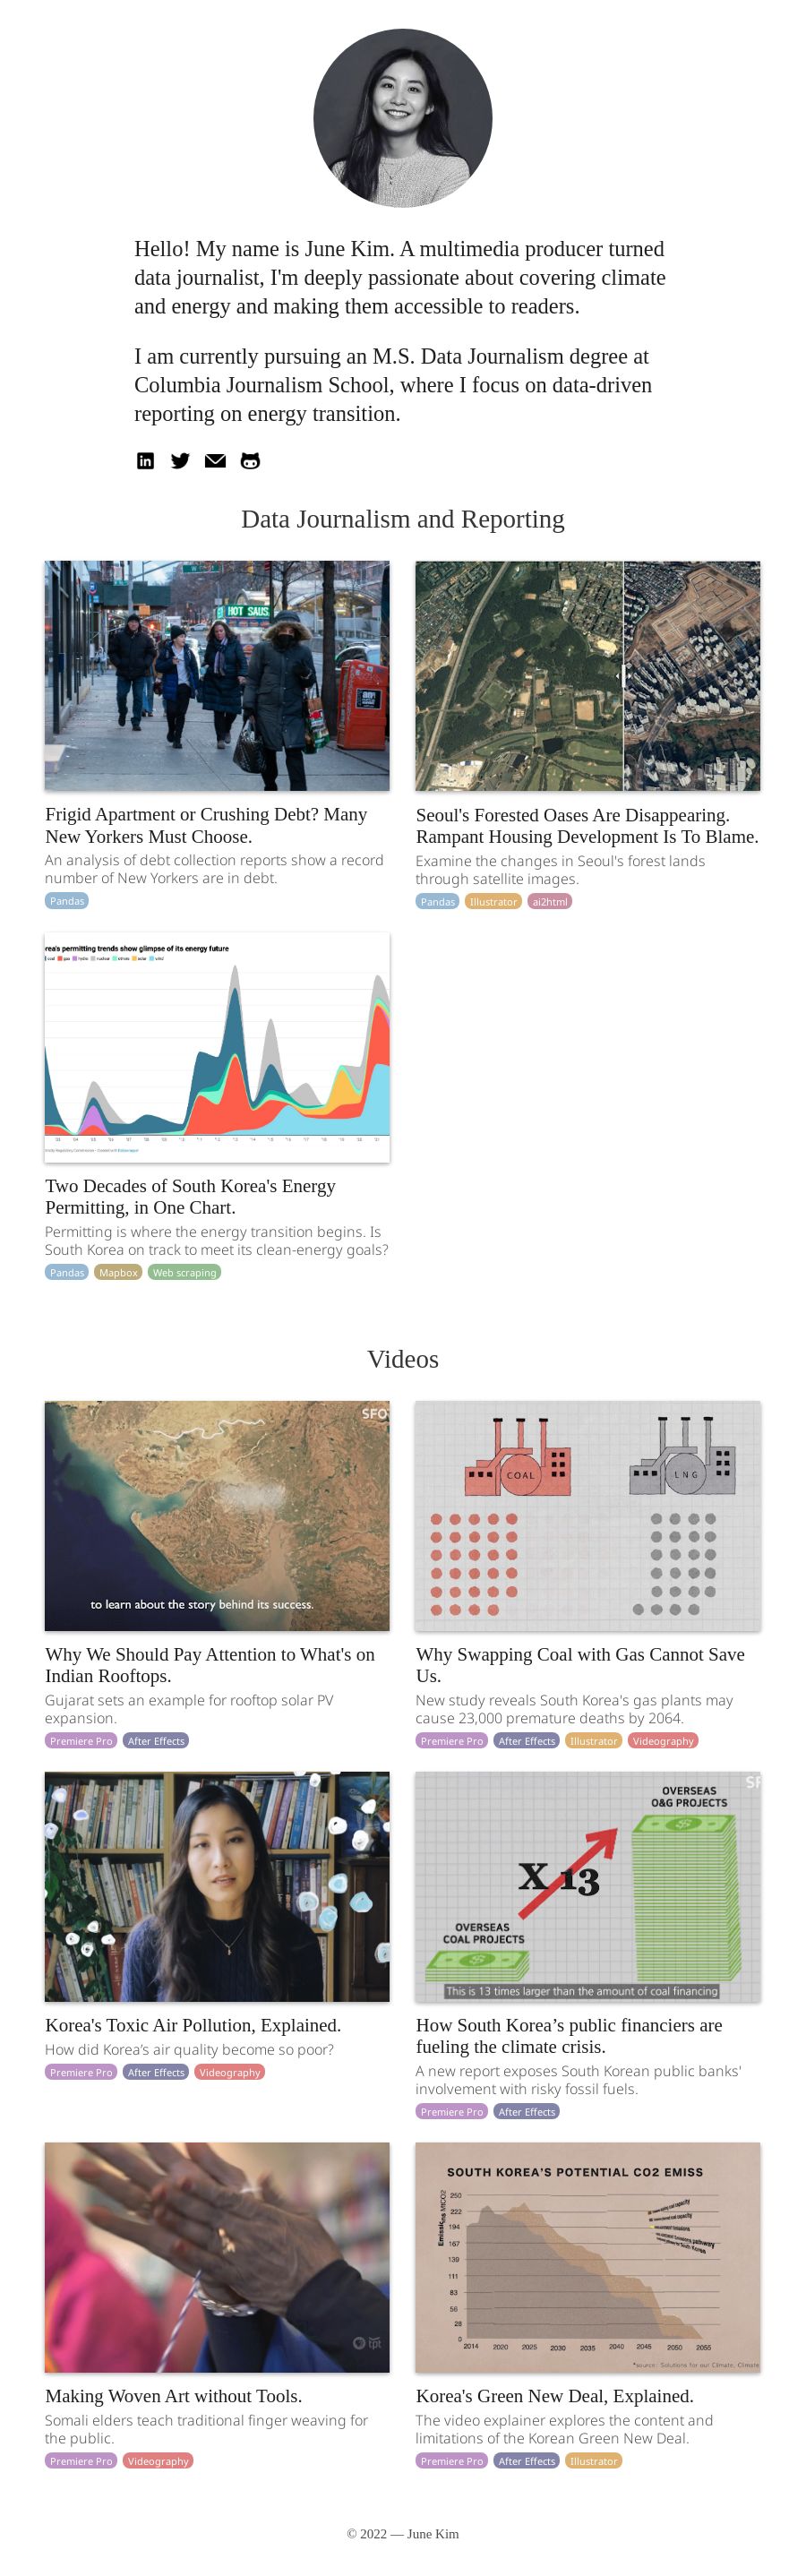 Hello! My name is June Kim. A multimedia producer turned
data journalist, I'm deeply passionate about covering climate
and energy and making them accessible to readers.
I am currently pursuing an M.S. Data Journalism degree at
Columbia Journalism School, where I focus on data-driven
reporting on energy transition.
Data Journalism and Reporting
HOT SAUS
Frigid Apartment or Crushing Debt? Many
New Yorkers Must Choose.
An analysis of debt collection reports show a record
number of New Yorkers are in debt.
Pandas
Seoul's Forested Oases Are Disappearing.
Rampant Housing Development Is To Blame.
Examine the changes in Seoul's forest lands
through satellite images.
Pandas Illustrator ai2html
rea's permitting trends show glimpse of its energy future
Two Decades of South Korea's Energy
Permitting, in One Chart.
Permitting is where the energy transition begins. Is
South Korea on track to meet its clean-energy goals?
Pandas Mapbox Web scraping
Videos
SFO
to learn about the story behind its success.
Why We Should Pay Attention to What's on
Indian Rooftops.
Gujarat sets an example for rooftop solar PV
expansion.
Premiere Pro After Effects
COAL LNG
Why Swapping Coal with Gas Cannot Save
Us.
New study reveals South Korea's gas plants may
cause 23,000 premature deaths by 2064.
Premiere Pro After Effects Illustrator Videography
Korea's Toxic Air Pollution, Explained.
How did Korea's air quality become so poor?
Premiere Pro After Effects Videography
OVERSEAS
O&G PROJECTS
X 13
OVERSEAS
COAL PROJECTS
This is 13 times larger than the amount of coal financing
How South Korea’s public financiers are
fueling the climate crisis.
A new report exposes South Korean public banks'
involvement with risky fossil fuels.
Premiere Pro After Effects
tpt
Making Woven Art without Tools.
Somali elders teach traditional finger weaving for
the public.
Premiere Pro Videography
SOUTH KOREA'S POTENTIAL CO2 EMISS
250
222
194
167
139
111
83
56
28
0
2014 2020 2025 2030 2035 2040 2045 2050 2055
Korea's Green New Deal, Explained.
The video explainer explores the content and
limitations of the Korean Green New Deal.
Premiere Pro After Effects Illustrator
© 2022 — June Kim